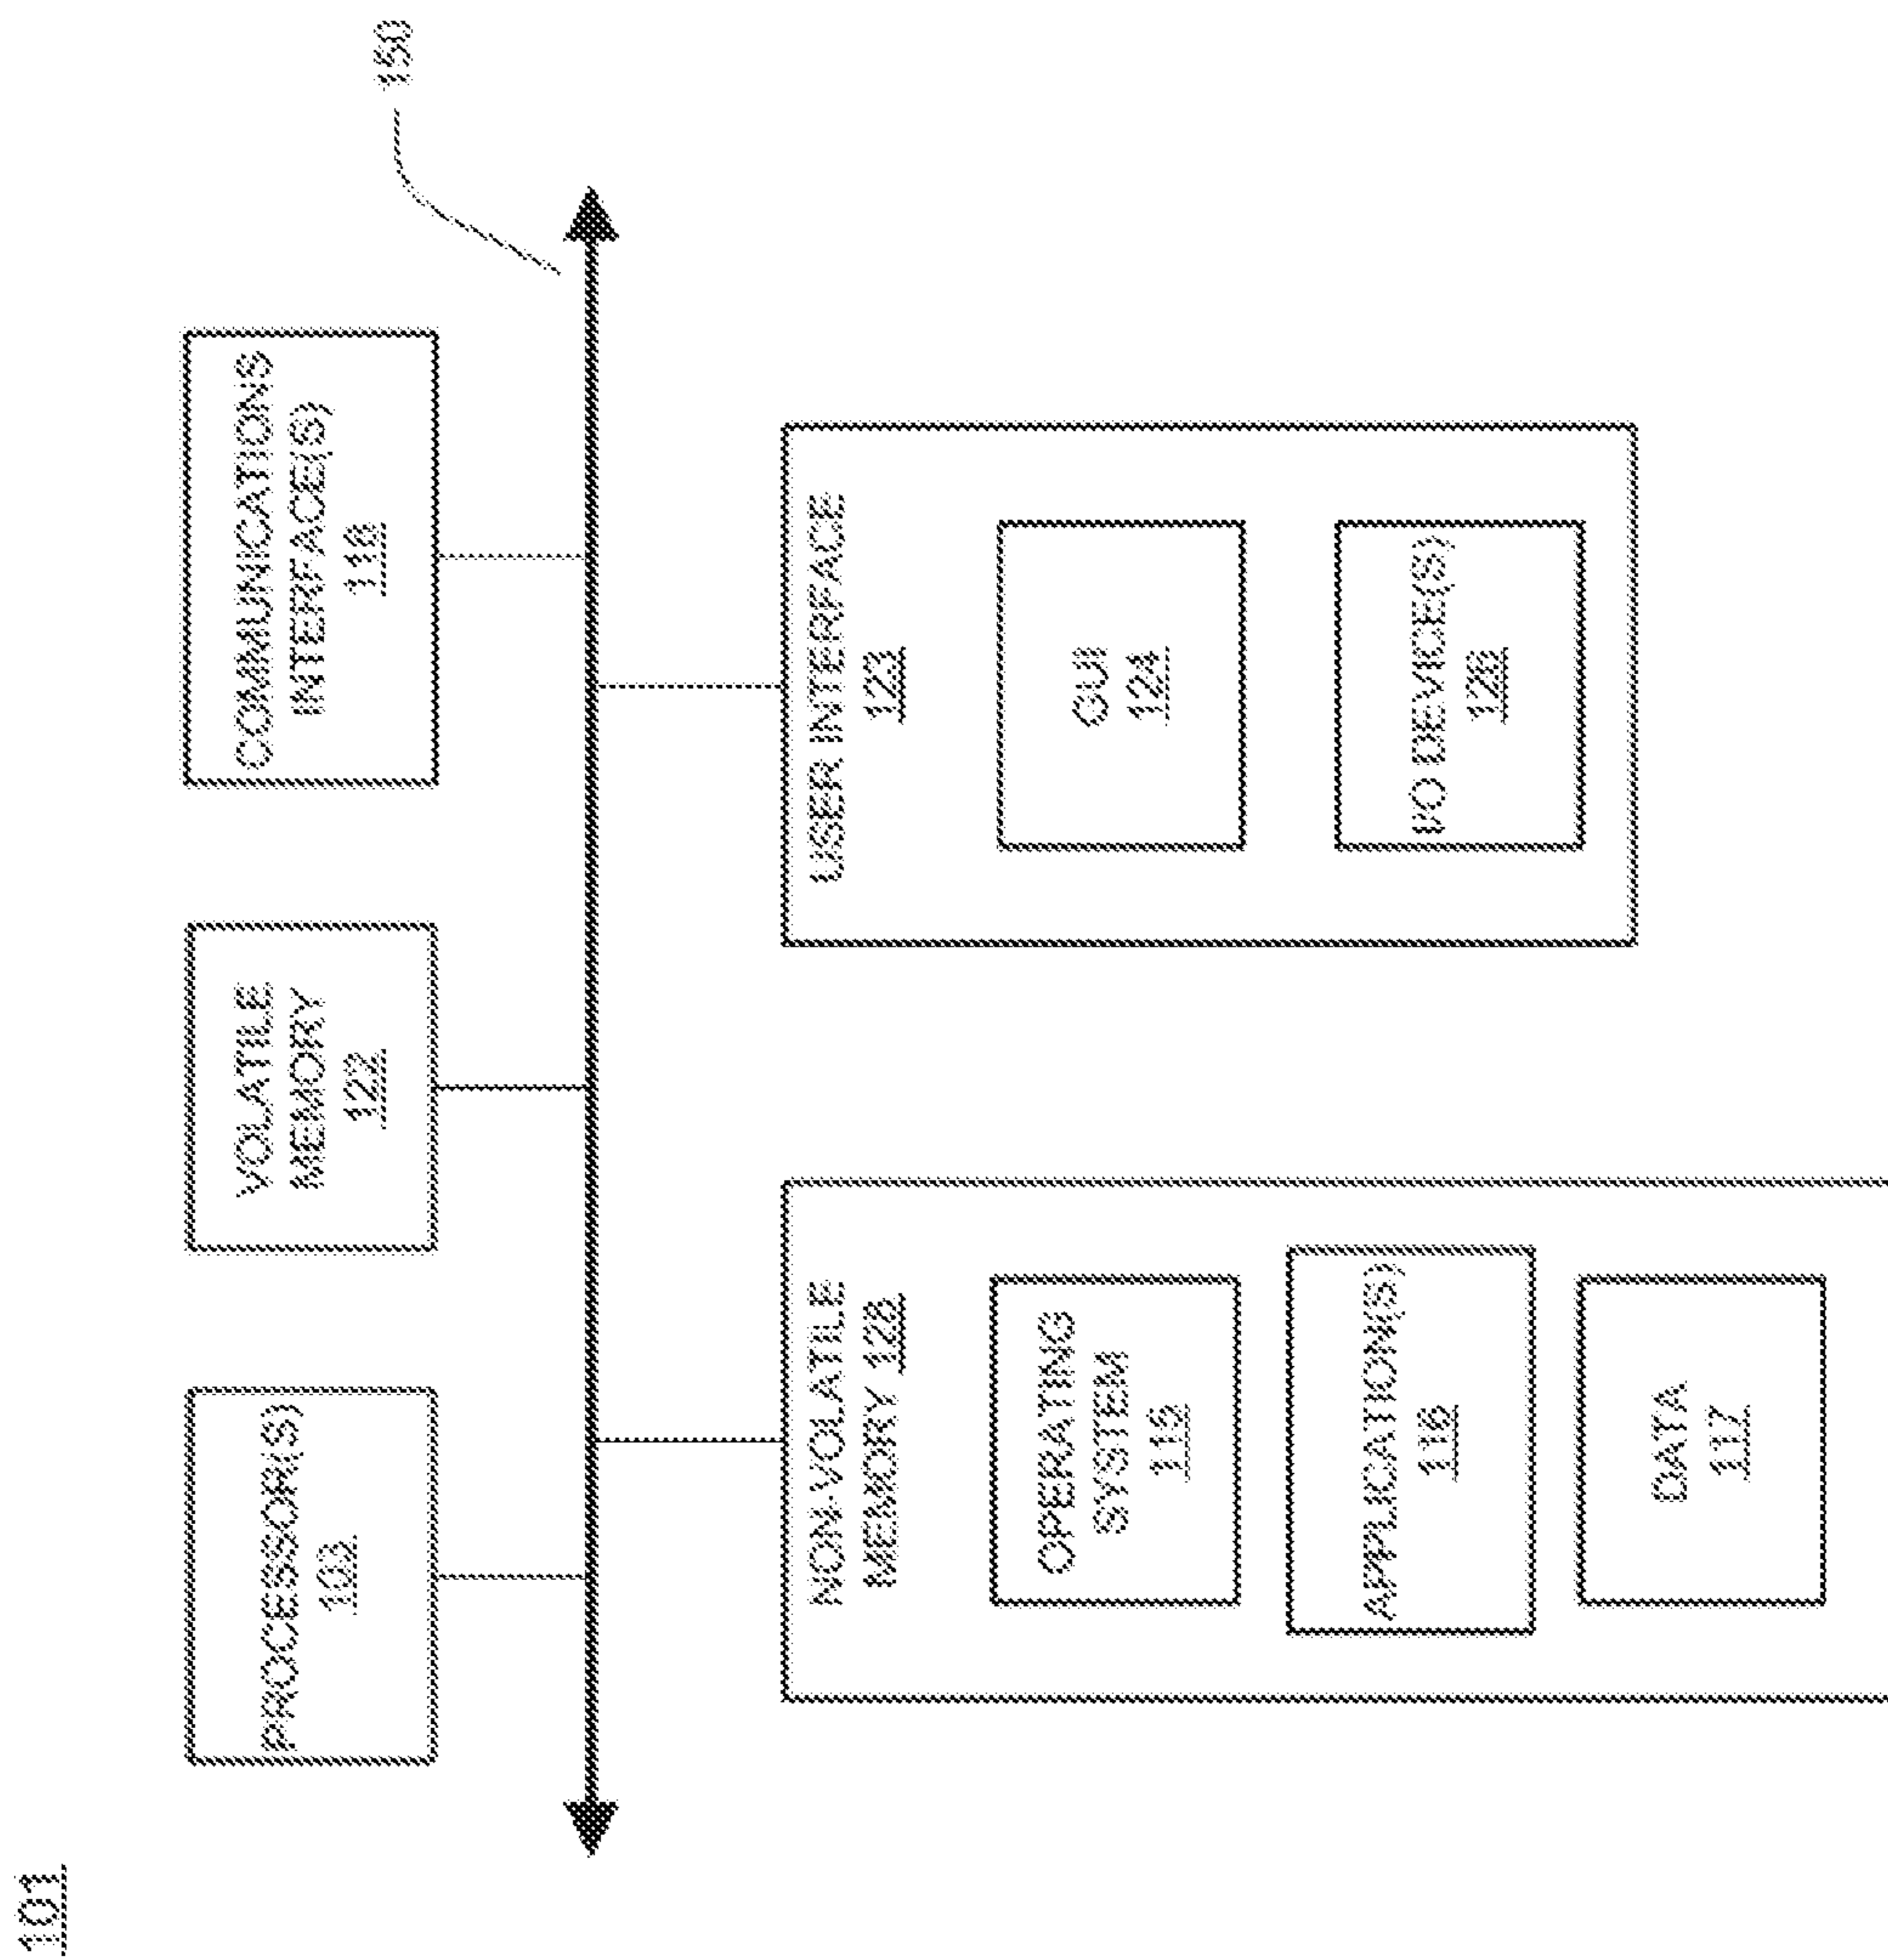 101
PROCESSOR(S)
103
VOLATILE
MEMORY
122
COMMUNICATIONS
INTERFACE(S)
118
150
NON-VOLATILE
MEMORY 128
OPERATING
SYSTEM
115
APPLICATION(S)
116
DATA
117
USER INTERFACE
123
GUI
124
I/O DEVICE(S)
126